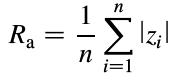 R_a = \frac{1}{n} \sum_{i=1}^{n} |z_i|